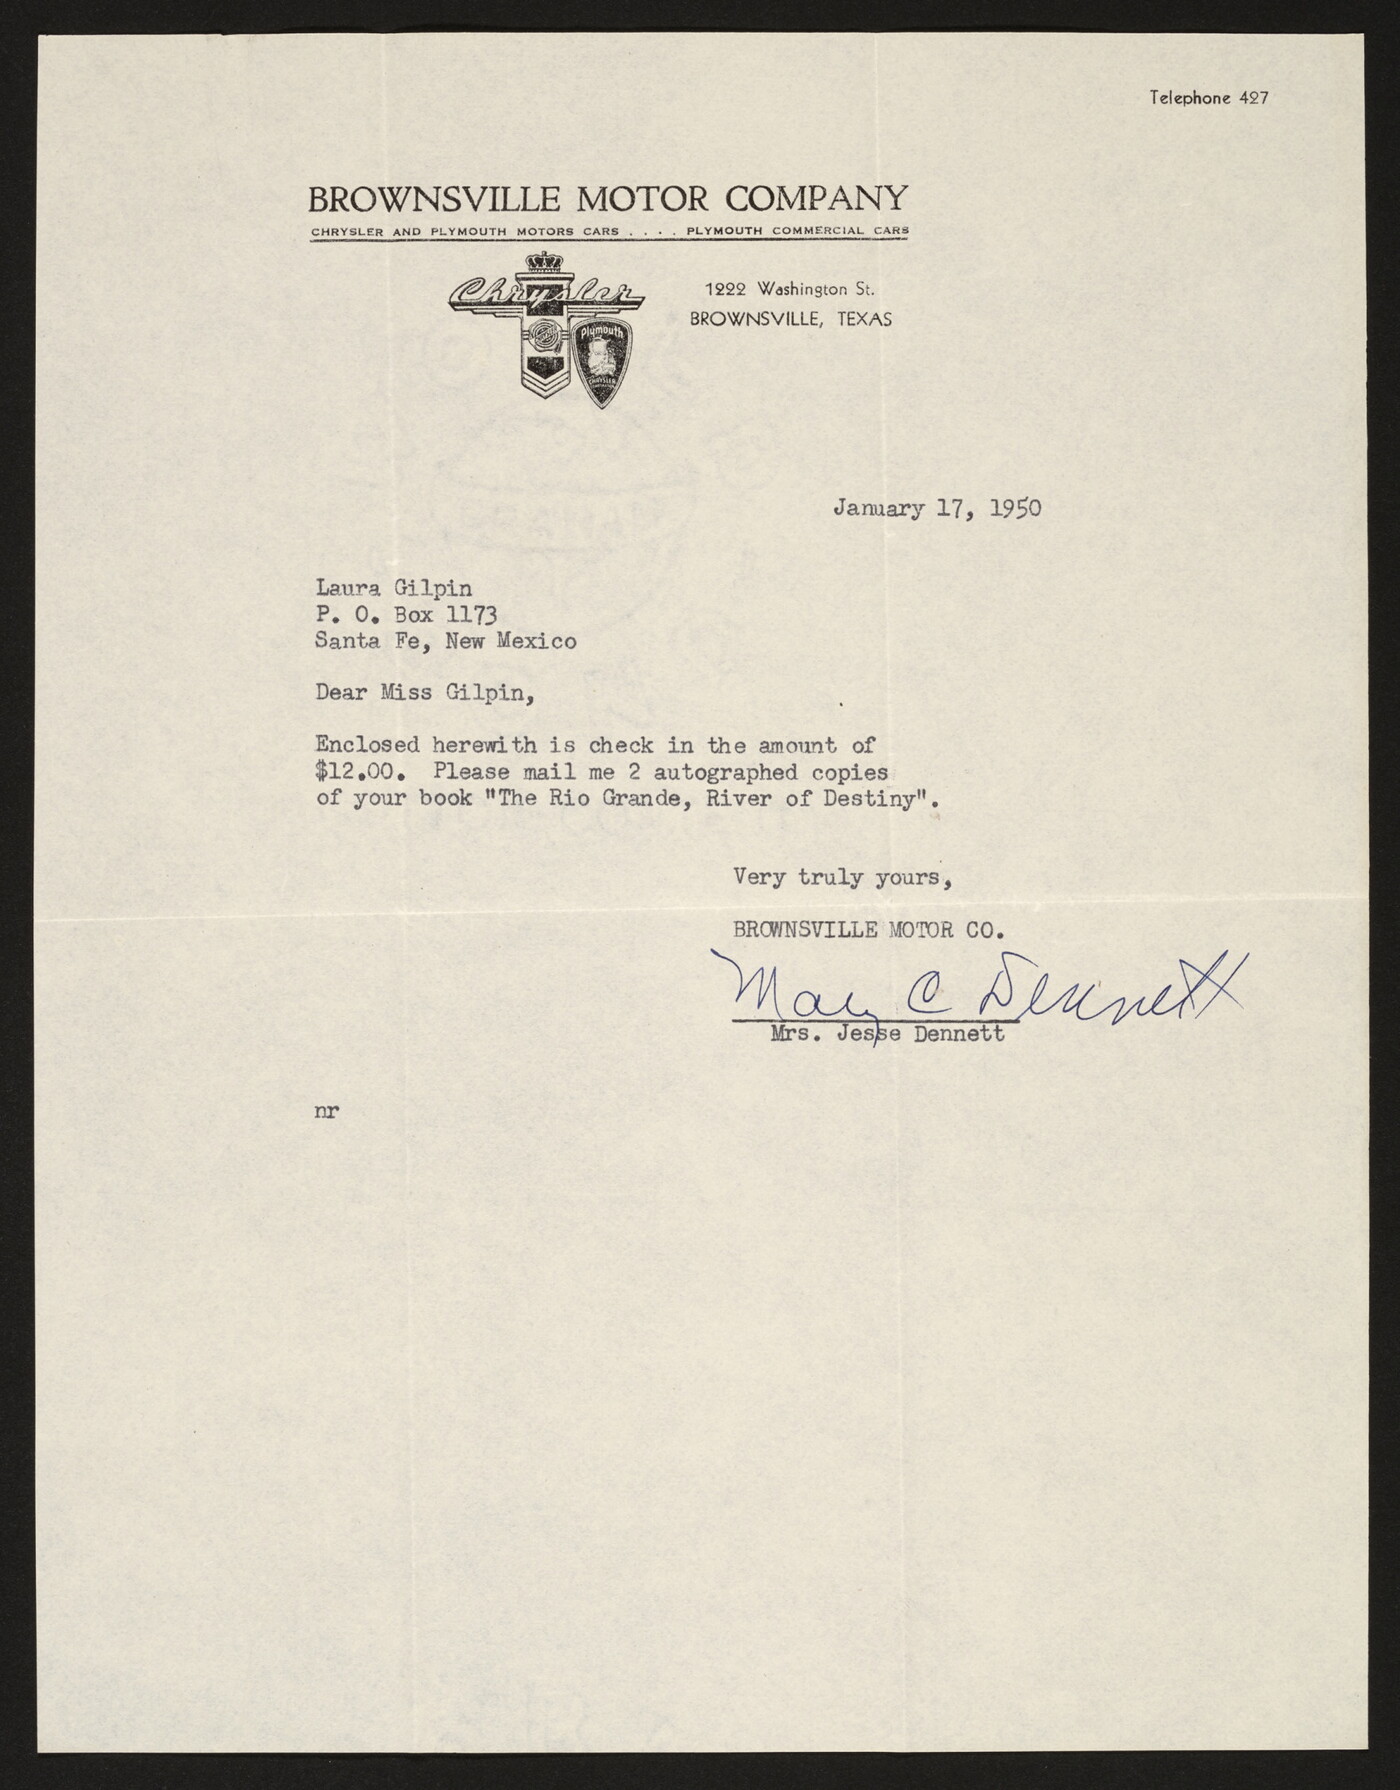 Telephone 427
BROWNSVILLE MOTOR COMPANY
CHRYSLER AND PLYMOUTH MOTORS CARS . . . . PLYMOUTH COMMERCIAL CARS
Chrysler
Plymouth
CHRYSLER
1222 Washington St.
BROWNSVILLE, TEXAS
January 17, 1950
Laura Gilpin
P. O. Box 1173
Santa Fe, New Mexico
Dear Miss Gilpin,
Enclosed herewith is check in the amount of
$12.00. Please mail me 2 autographed copies
of your book "The Rio Grande, River of Destiny".
Very truly yours,
BROWNSVILLE MOTOR CO.
Mary C Dennett
Mrs. Jesse Dennett
nr